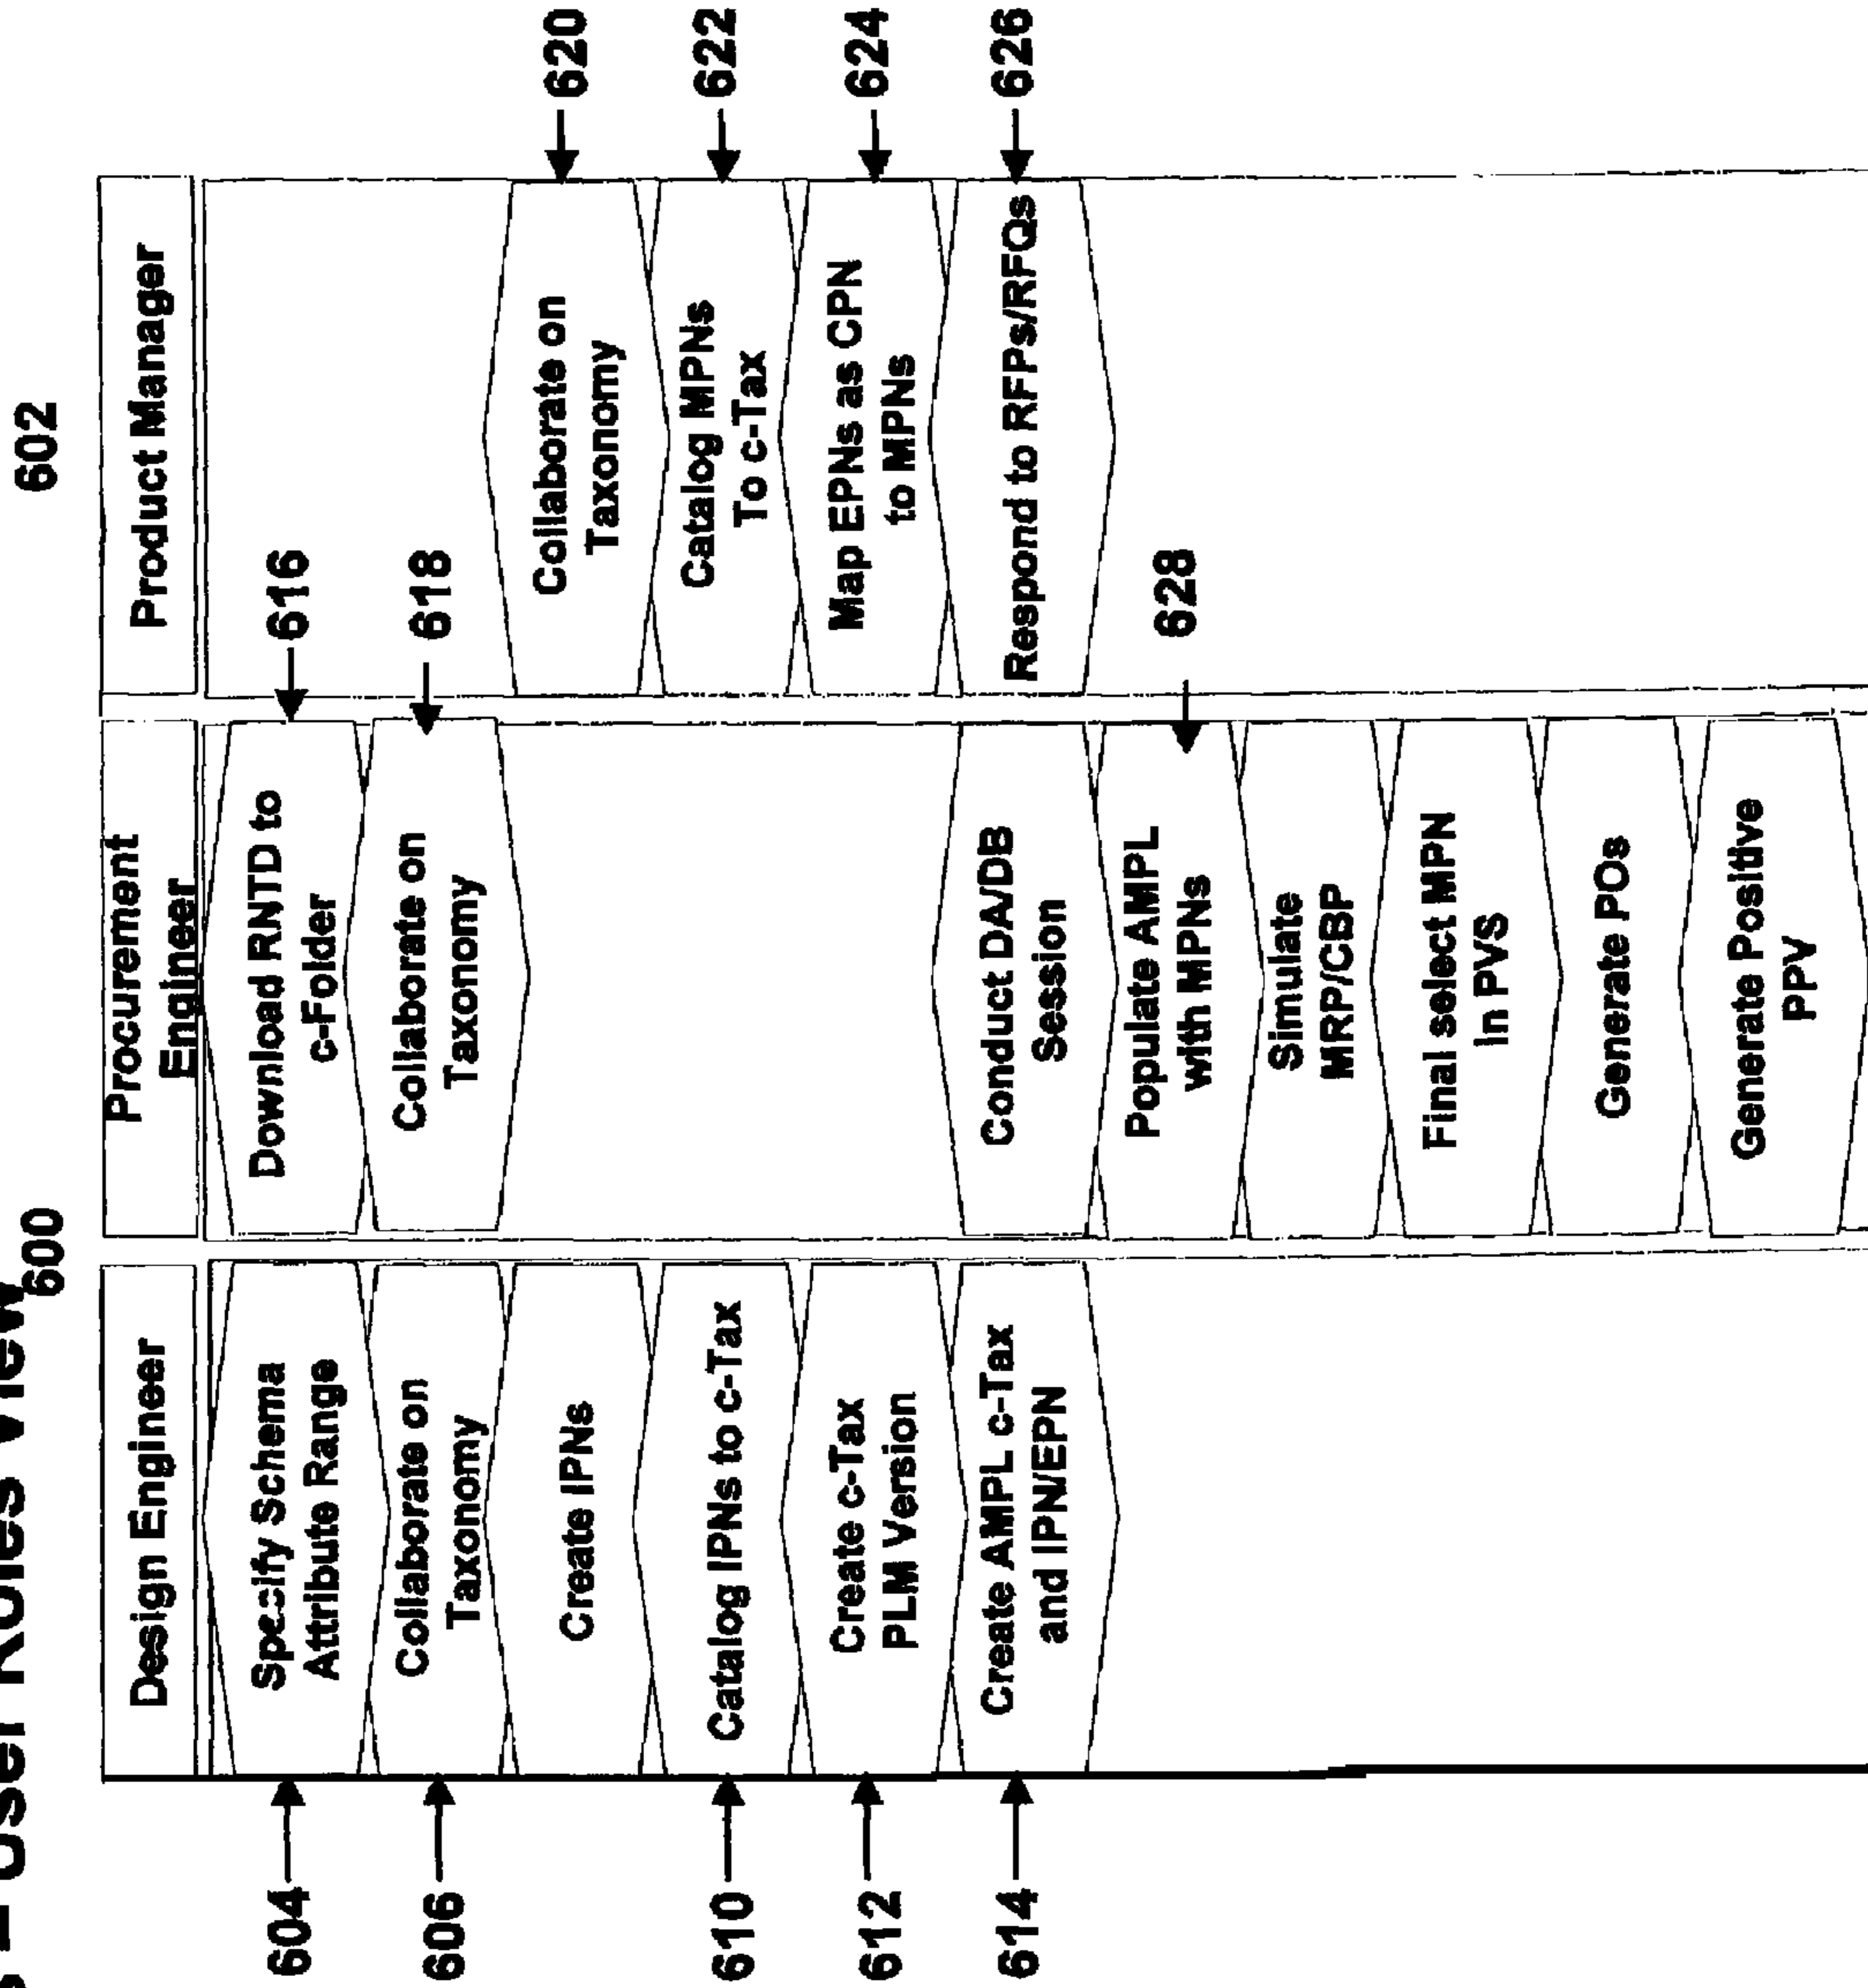 – User Roles View
600
602
Design Engineer
604
Specify Schema
Attribute Range
606
Collaborate on
Taxonomy
Create IPNs
610
Catalog IPNs to c-Tax
612
Create c-Tax
PLM Version
614
Create AMPL c-Tax
and IPN/EPN
Procurement
Engineer
Download RNTD to
c-Folder
616
Collaborate on
Taxonomy
618
Conduct DA/DB
Session
Populate AMPL
with MPNs
628
Simulate
MRP/CBP
Final select MPN
in PVS
Generate POs
Generate Positive
PPV
Product Manager
Collaborate on
Taxonomy
620
Catalog MPNs
To c-Tax
622
Map EPNs as CPN
to MPNs
624
Respond to RFPs/RFQs
626